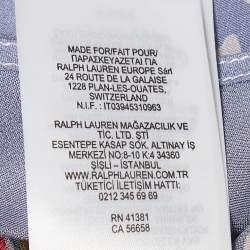 MADE FOR/FAIT POUR/
ΠΑΡΑΣΚΕΥΑΖΕΤΑΙ ΓΙΑ
RALPH LAUREN EUROPE Sàrl
24 ROUTE DE LA GALAISE
1228 PLAN-LES-OUATES,
SWITZERLAND
N.I.F. : IT03945310963
RALPH LAUREN MAĞAZACILIK VE
TİC. LTD. ŞTİ
ESENTEPE KASAP SOK. ALTINAY İŞ
MERKEZİ NO:8-10 K:4 34360
ŞİŞLİ – İSTANBUL
WWW.RALPHLAUREN.COM.TR
TÜKETİCİ İLETİŞİM HATTI:
0212 345 69 69
RN 41381
CA 56658